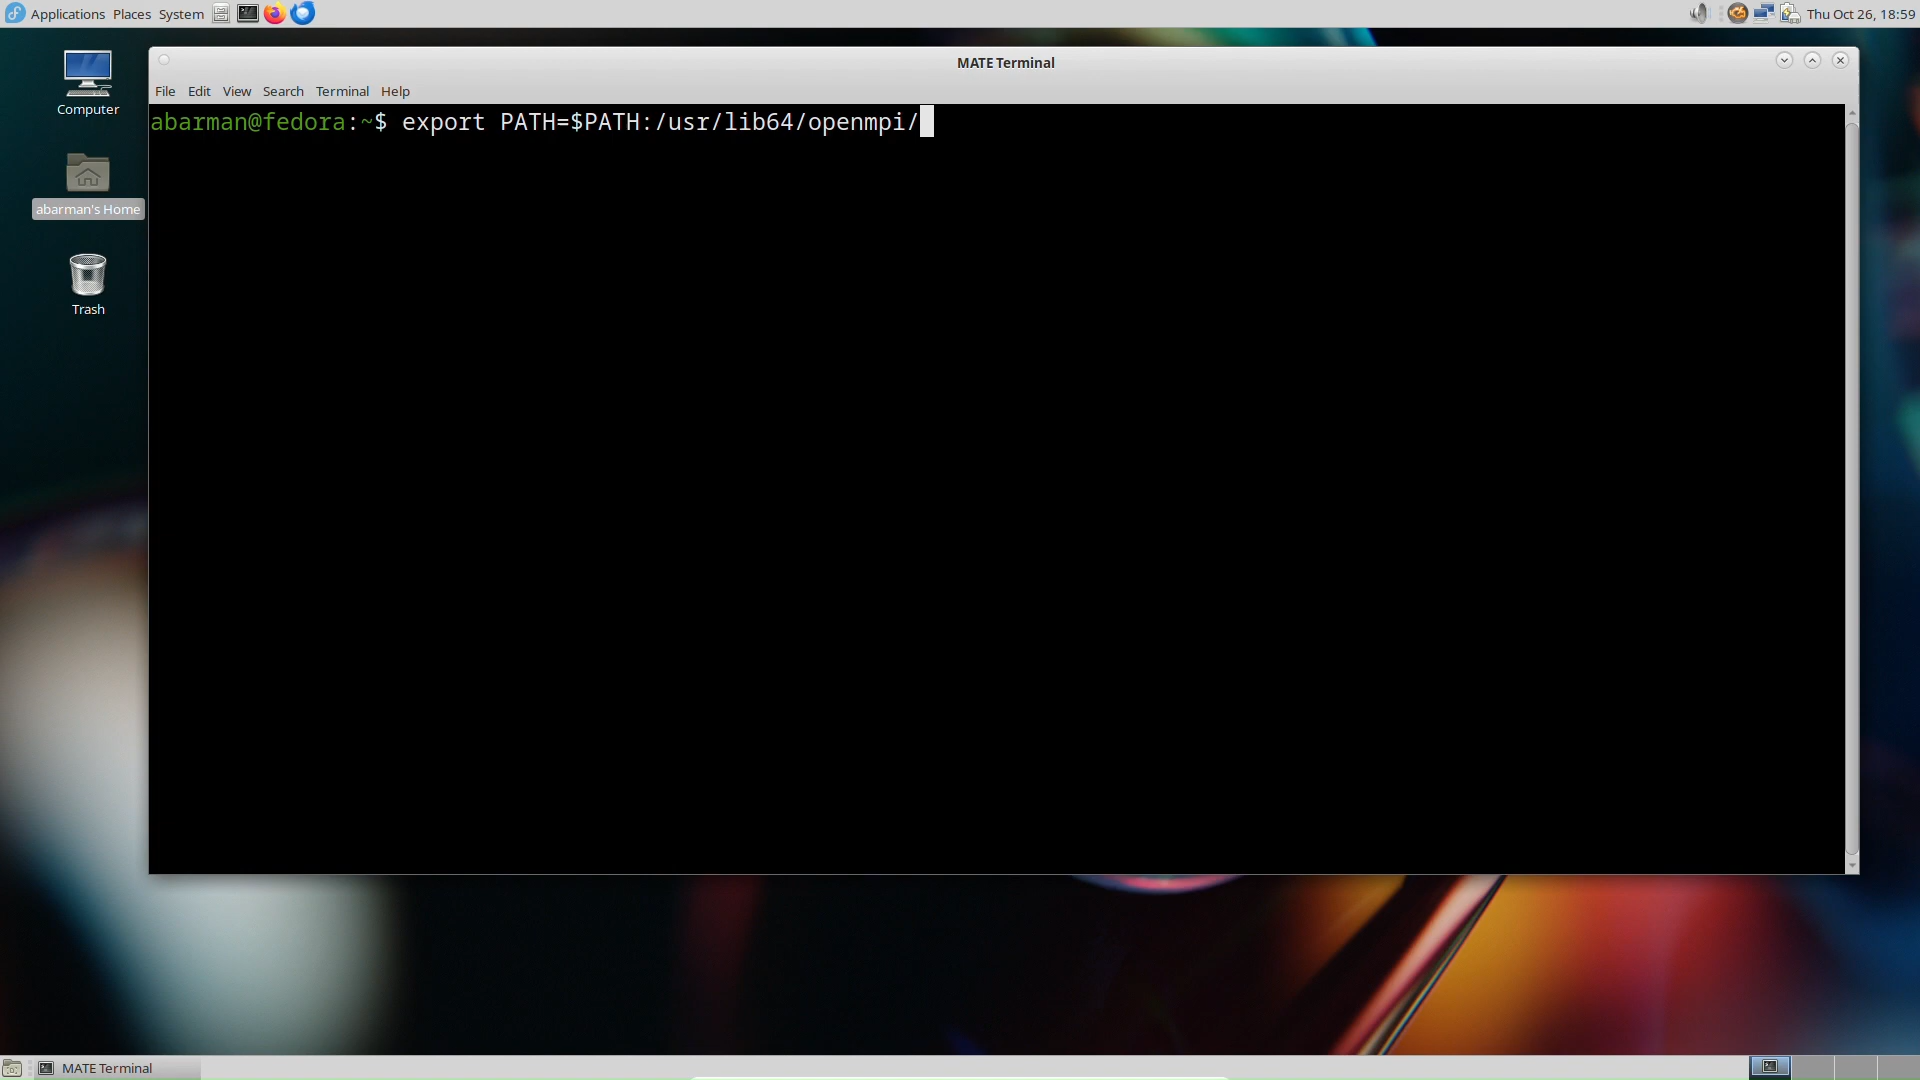 Applications Places System Thu Oct 26, 18:59
MATE Terminal
File Edit View Search Terminal Help
abarman@fedora:~$ export PATH=$PATH:/usr/lib64/openmpi/
Computer
abarman's Home
Trash
MATE Terminal